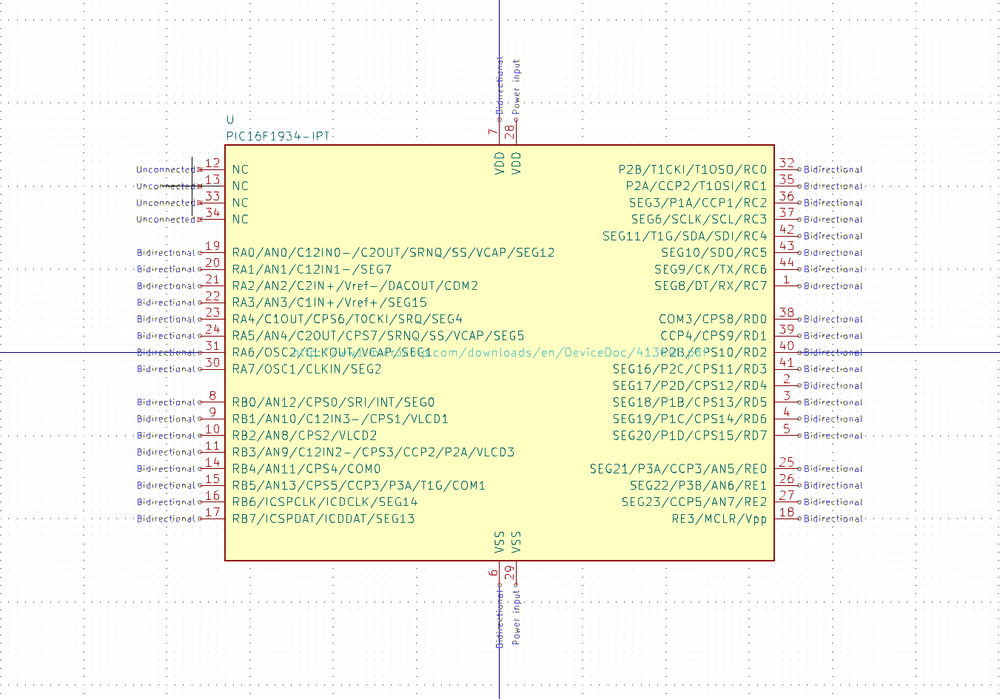 Bidirectional
Power input
7
28
U
PIC16F1934-IPT
VDD
VDD
Unconnected 12 NC
Unconnected 13 NC
Unconnected 33 NC
Unconnected 34 NC
Bidirectional 19 RA0/AN0/C12IN0-/C2OUT/SRNQ/SS/VCAP/SEG12
Bidirectional 20 RA1/AN1/C12IN1-/SEG7
Bidirectional 21 RA2/AN2/C2IN+/Vref-/DACOUT/COM2
Bidirectional 22 RA3/AN3/C1IN+/Vref+/SEG15
Bidirectional 23 RA4/C1OUT/CPS6/T0CKI/SRQ/SEG4
Bidirectional 24 RA5/AN4/C2OUT/CPS7/SRNQ/SS/VCAP/SEG5
Bidirectional 31 RA6/OSC2/CLKOUT/VCAP/SEG1
Bidirectional 30 RA7/OSC1/CLKIN/SEG2
Bidirectional 8 RB0/AN12/CPS0/SRI/INT/SEG0
Bidirectional 9 RB1/AN10/C12IN3-/CPS1/VLCD1
Bidirectional 10 RB2/AN8/CPS2/VLCD2
Bidirectional 11 RB3/AN9/C12IN2-/CPS3/CCP2/P2A/VLCD3
Bidirectional 14 RB4/AN11/CPS4/COM0
Bidirectional 15 RB5/AN13/CPS5/CCP3/P3A/T1G/COM1
Bidirectional 16 RB6/ICSPCLK/ICDCLK/SEG14
Bidirectional 17 RB7/ICSPDAT/ICDDAT/SEG13
P2B/T1CKI/T1OSO/RC0 32 Bidirectional
P2A/CCP2/T1OSI/RC1 35 Bidirectional
SEG3/P1A/CCP1/RC2 36 Bidirectional
SEG6/SCLK/SCL/RC3 37 Bidirectional
SEG11/T1G/SDA/SDI/RC4 42 Bidirectional
SEG10/SDO/RC5 43 Bidirectional
SEG9/CK/TX/RC6 44 Bidirectional
SEG8/DT/RX/RC7 1 Bidirectional
COM3/CPS8/RD0 38 Bidirectional
CCP4/CPS9/RD1 39 Bidirectional
P2B/CPS10/RD2 40 Bidirectional
SEG16/P2C/CPS11/RD3 41 Bidirectional
SEG17/P2D/CPS12/RD4 2 Bidirectional
SEG18/P1B/CPS13/RD5 3 Bidirectional
SEG19/P1C/CPS14/RD6 4 Bidirectional
SEG20/P1D/CPS15/RD7 5 Bidirectional
SEG21/P3A/CCP3/AN5/RE0 25 Bidirectional
SEG22/P3B/AN6/RE1 26 Bidirectional
SEG23/CCP5/AN7/RE2 27 Bidirectional
RE3/MCLR/Vpp 18 Bidirectional
/downloads/en/DeviceDoc/
VSS
VSS
6
29
Bidirectional
Power input